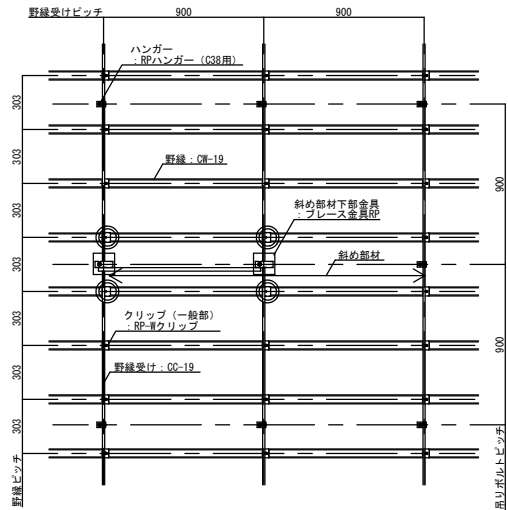 野縁受けピッチ
900
900
ハンガー
：RPハンガー（C38用）
303
303
野縁：CW-19
303
斜め部材下部金具
：ブレース金具RP
900
斜め部材
303
303
クリップ（一般部）
：RP-Wクリップ
303
野縁受け：CC-19
900
303
野縁ピッチ
吊りボルトピッチ